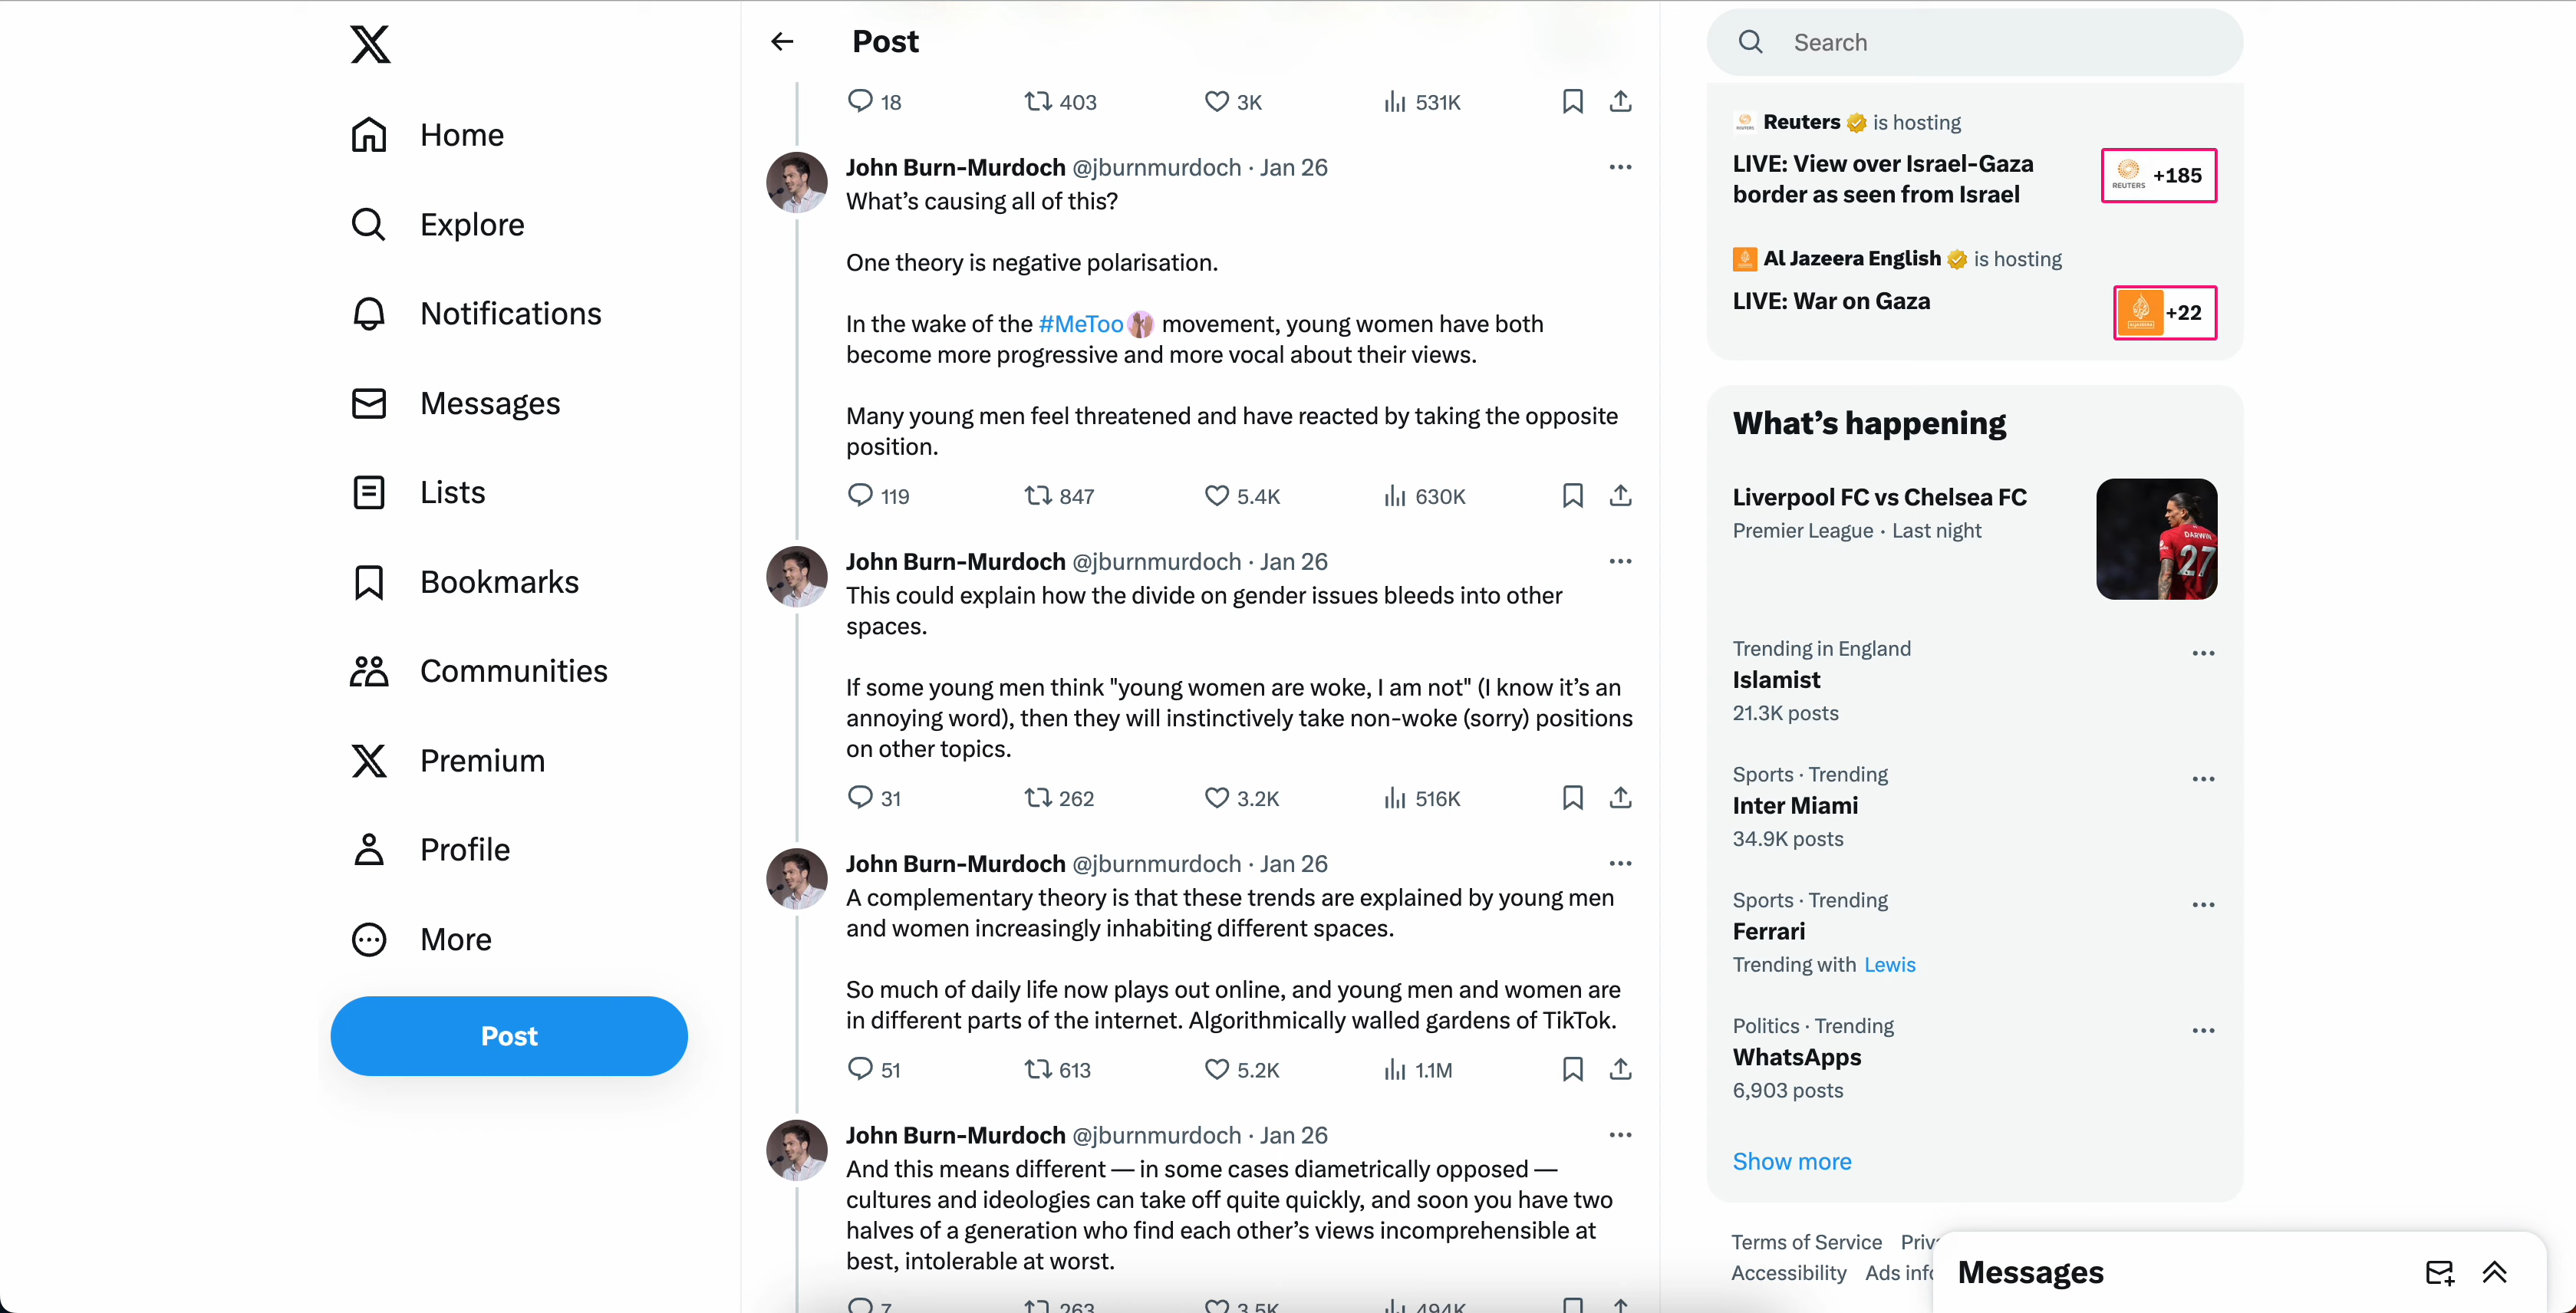 Home
Explore
Notifications
Messages
Lists
Bookmarks
Communities
Premium
Profile
More
Post
Post
18 403 3K 531K
John Burn-Murdoch @jburnmurdoch · Jan 26
What’s causing all of this?
One theory is negative polarisation.
In the wake of the #MeToo movement, young women have both
become more progressive and more vocal about their views.
Many young men feel threatened and have reacted by taking the opposite
position.
119 847 5.4K 630K
John Burn-Murdoch @jburnmurdoch · Jan 26
This could explain how the divide on gender issues bleeds into other
spaces.
If some young men think "young women are woke, I am not" (I know it’s an
annoying word), then they will instinctively take non-woke (sorry) positions
on other topics.
31 262 3.2K 516K
John Burn-Murdoch @jburnmurdoch · Jan 26
A complementary theory is that these trends are explained by young men
and women increasingly inhabiting different spaces.
So much of daily life now plays out online, and young men and women are
in different parts of the internet. Algorithmically walled gardens of TikTok.
51 613 5.2K 1.1M
John Burn-Murdoch @jburnmurdoch · Jan 26
And this means different — in some cases diametrically opposed —
cultures and ideologies can take off quite quickly, and soon you have two
halves of a generation who find each other’s views incomprehensible at
best, intolerable at worst.
7 263 3.5K 494K
Search
Reuters is hosting
LIVE: View over Israel-Gaza
border as seen from Israel
REUTERS +185
Al Jazeera English is hosting
LIVE: War on Gaza
+22
What’s happening
Liverpool FC vs Chelsea FC
Premier League · Last night
DARWIN
27
Trending in England
Islamist
21.3K posts
Sports · Trending
Inter Miami
34.9K posts
Sports · Trending
Ferrari
Trending with Lewis
Politics · Trending
WhatsApps
6,903 posts
Show more
Terms of Service Priv
Accessibility Ads info
Messages